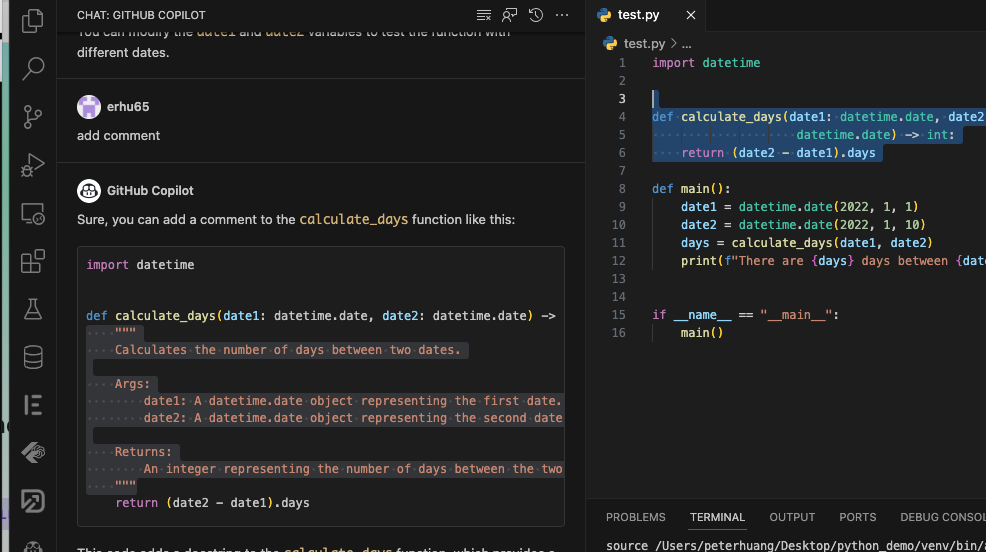 CHAT: GITHUB COPILOT
You can modify the date1 and date2 variables to test the function with
different dates.
erhu65
add comment
GitHub Copilot
Sure, you can add a comment to the calculate_days function like this:
import datetime
def calculate_days(date1: datetime.date, date2: datetime.date) ->
"""
Calculates the number of days between two dates.
Args:
date1: A datetime.date object representing the first date.
date2: A datetime.date object representing the second date
Returns:
An integer representing the number of days between the two
"""
return (date2 - date1).days
This code adds a docstring to the calculate_days function, which provides a
test.py
test.py > ...
1 import datetime
2
3
4 def calculate_days(date1: datetime.date, date2
5 datetime.date) -> int:
6 return (date2 - date1).days
7
8 def main():
9 date1 = datetime.date(2022, 1, 1)
10 date2 = datetime.date(2022, 1, 10)
11 days = calculate_days(date1, date2)
12 print(f"There are {days} days between {date
13
14
15 if __name__ == "__main__":
16 main()
PROBLEMS TERMINAL OUTPUT PORTS DEBUG CONSOL
source /Users/peterhuang/Desktop/python_demo/venv/bin/